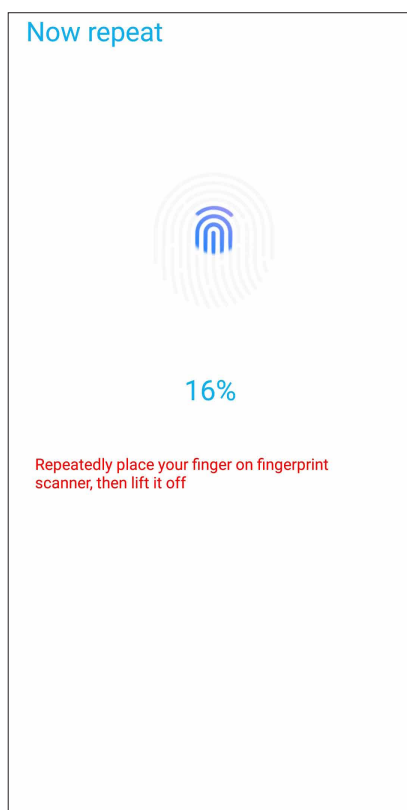 Now repeat
16%
Repeatedly place your finger on fingerprint
scanner, then lift it off